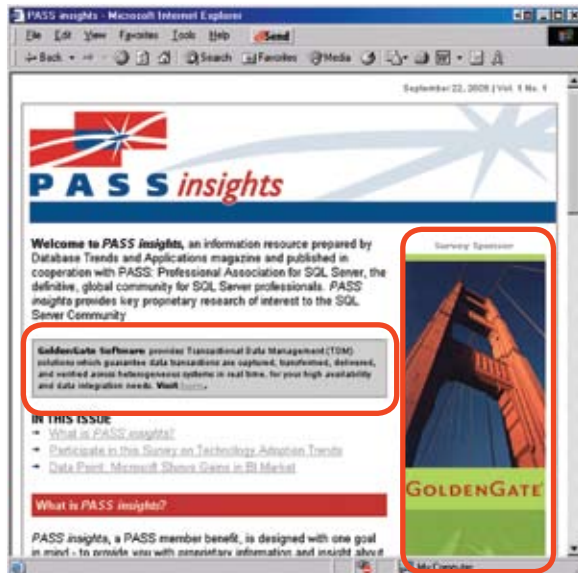 PASS insights - Microsoft Internet Explorer
File Edit View Favorites Tools Help Send
Back Search Favorites Media
September 22, 2005 | Vol. 1 No. 1
PASS insights
Welcome to PASS insights, an information resource prepared by
Database Trends and Applications magazine and published in
cooperation with PASS: Professional Association for SQL Server, the
definitive, global community for SQL Server professionals. PASS
insights provides key proprietary research of interest to the SQL
Server Community
Survey Sponsor
GoldenGate Software provides Transactional Data Management (TDM)
solutions which guarantee data transactions are captured, transformed, delivered,
and verified across heterogeneous systems in real time, for your high availability
and data integration needs. Visit here.
IN THIS ISSUE
What is PASS insights?
Participate in this Survey on Technology Adoption Trends
Data Point: Microsoft Shows Gains in BI Market
GOLDENGATE
What is PASS insights?
PASS insights, a PASS member benefit, is designed with one goal
in mind - to provide you with proprietary information and insight about
My Computer